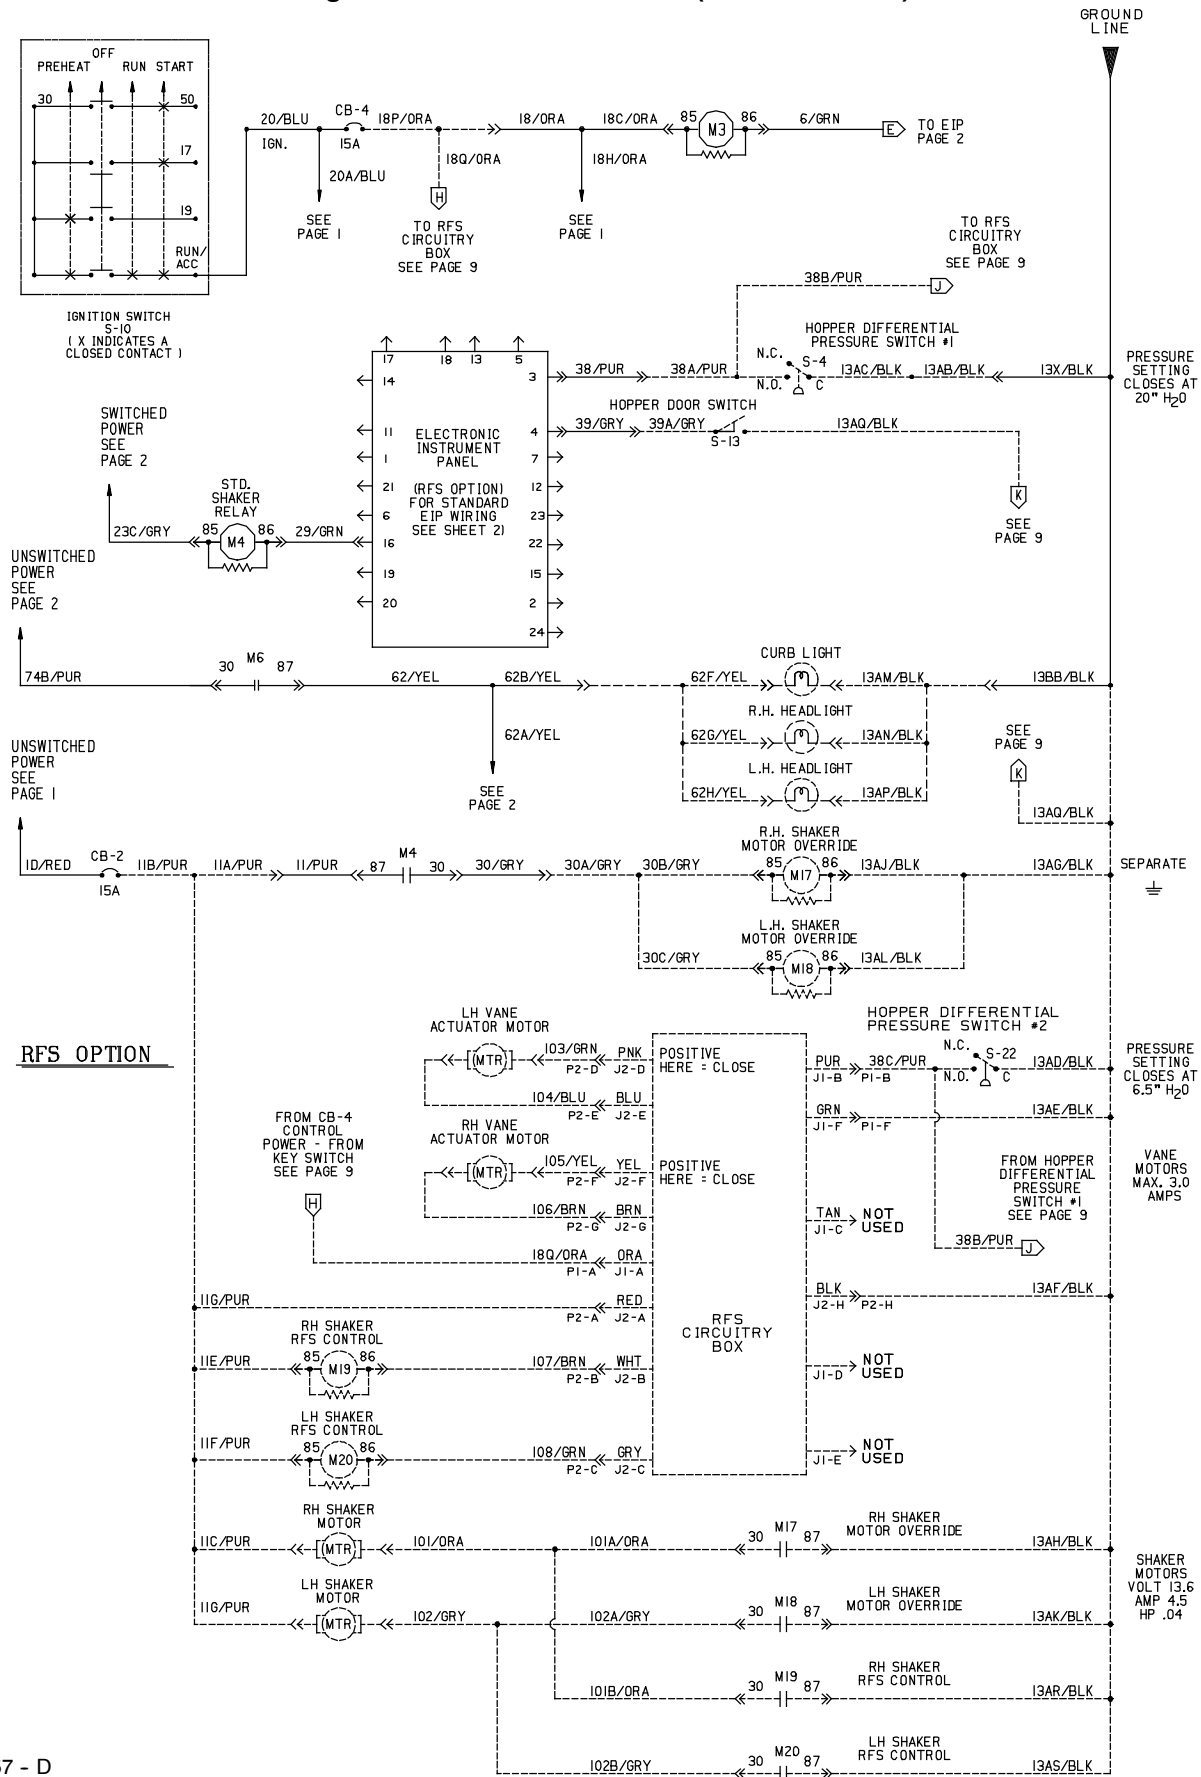 GROUND
LINE
OFF
PREHEAT RUN START
30 50
17
19
RUN/
ACC
IGNITION SWITCH
S-10
( X INDICATES A
CLOSED CONTACT )
20/BLU
IGN.
CB-4
15A
18P/ORA
18/ORA
18C/ORA
85 M3 86
6/GRN
E
TO EIP
PAGE 2
20A/BLU
SEE
PAGE 1
18Q/ORA
H
TO RFS
CIRCUITRY
BOX
SEE PAGE 9
18H/ORA
SEE
PAGE 1
TO RFS
CIRCUITRY
BOX
SEE PAGE 9
38B/PUR
J
HOPPER DIFFERENTIAL
PRESSURE SWITCH #1
N.C.
S-4
N.O. C
38/PUR 38A/PUR
13AC/BLK 13AB/BLK 13X/BLK
PRESSURE
SETTING
CLOSES AT
20" H2O
HOPPER DOOR SWITCH
39/GRY 39A/GRY
S-13
13AQ/BLK
K
SEE
PAGE 9
17 18 13 5
14 3
11 4
1 7
21 12
6 23
16 22
19 15
20 2
24
ELECTRONIC
INSTRUMENT
PANEL
(RFS OPTION)
FOR STANDARD
EIP WIRING
SEE SHEET 2)
SWITCHED
POWER
SEE
PAGE 2
STD.
SHAKER
RELAY
23C/GRY
85 M4 86
29/GRN
UNSWITCHED
POWER
SEE
PAGE 2
74B/PUR
30 M6 87
62/YEL
62B/YEL
62A/YEL
SEE
PAGE 2
CURB LIGHT
62F/YEL 13AM/BLK 13BB/BLK
R.H. HEADLIGHT
62G/YEL 13AN/BLK
L.H. HEADLIGHT
62H/YEL 13AP/BLK
SEE
PAGE 9
K
13AQ/BLK
UNSWITCHED
POWER
SEE
PAGE 1
1D/RED
CB-2
15A
11B/PUR 11A/PUR 11/PUR
87 M4 30
30/GRY 30A/GRY 30B/GRY
R.H. SHAKER
MOTOR OVERRIDE
85 M17 86
13AJ/BLK 13AG/BLK
SEPARATE
L.H. SHAKER
MOTOR OVERRIDE
30C/GRY
85 M18 86
13AL/BLK
RFS OPTION
LH VANE
ACTUATOR MOTOR
(MTR)
103/GRN PNK
P2-D J2-D
POSITIVE
HERE = CLOSE
104/BLU BLU
P2-E J2-E
RH VANE
ACTUATOR MOTOR
(MTR)
105/YEL YEL
P2-F J2-F
POSITIVE
HERE = CLOSE
106/BRN BRN
P2-G J2-G
FROM CB-4
CONTROL
POWER - FROM
KEY SWITCH
SEE PAGE 9
H
18Q/ORA ORA
P1-A J1-A
11G/PUR
RED
P2-A J2-A
RFS
CIRCUITRY
BOX
HOPPER DIFFERENTIAL
PRESSURE SWITCH #2
N.C.
S-22
N.O. C
PUR 38C/PUR
J1-B P1-B
13AD/BLK
PRESSURE
SETTING
CLOSES AT
6.5" H2O
GRN
J1-F P1-F
13AE/BLK
FROM HOPPER
DIFFERENTIAL
PRESSURE
SWITCH #1
SEE PAGE 9
38B/PUR
J
VANE
MOTORS
MAX. 3.0
AMPS
TAN
J1-C
NOT
USED
BLK
J2-H P2-H
13AF/BLK
J1-D
NOT
USED
J1-E
NOT
USED
RH SHAKER
RFS CONTROL
11E/PUR
85 M19 86
107/BRN WHT
P2-B J2-B
LH SHAKER
RFS CONTROL
11F/PUR
85 M20 86
108/GRN GRY
P2-C J2-C
RH SHAKER
MOTOR
11C/PUR
(MTR)
101/ORA 101A/ORA
30 M17 87
RH SHAKER
MOTOR OVERRIDE
13AH/BLK
LH SHAKER
MOTOR
11G/PUR
(MTR)
102/GRY 102A/GRY
30 M18 87
LH SHAKER
MOTOR OVERRIDE
13AK/BLK
SHAKER
MOTORS
VOLT 13.6
AMP 4.5
HP .04
101B/ORA
30 M19 87
RH SHAKER
RFS CONTROL
13AR/BLK
102B/GRY
30 M20 87
LH SHAKER
RFS CONTROL
13AS/BLK
7 - D